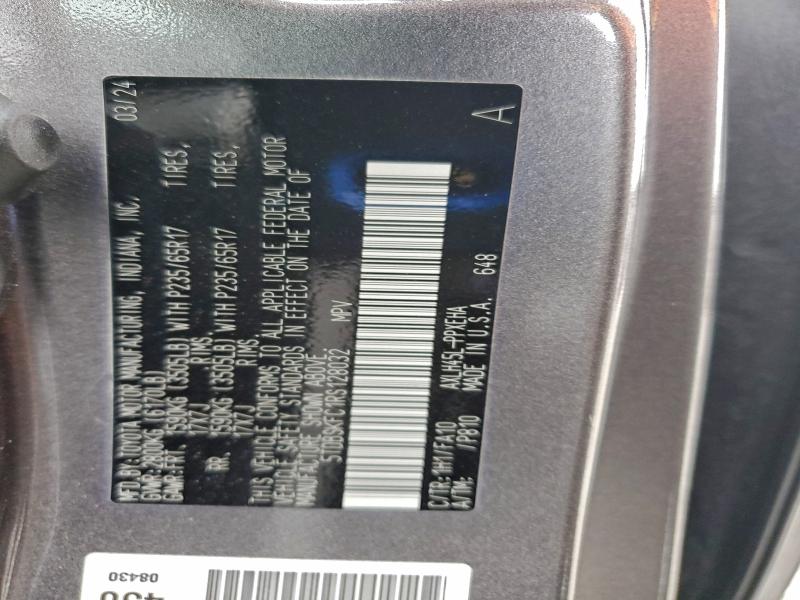 MFD.BY:TOYOTA MOTOR MANUFACTURING, INDIANA, INC. 03/24
GVWR:3000KG (6770LB)
GAWR:FRT. 1590KG (3505LB) WITH P235/65R17 TIRES,
17X7J RIMS
RR. 1590KG (3505LB) WITH P235/65R17 TIRES,
17X7J RIMS
THIS VEHICLE CONFORMS TO ALL APPLICABLE FEDERAL MOTOR
VEHICLE SAFETY STANDARDS IN EFFECT ON THE DATE OF
MANUFACTURE SHOWN ABOVE.
5TDBSKFC1RS128032 MPV
C/TR:1H1/FA10 AXLH45L-PPXEHA
A/TM: /P810 MADE IN U.S.A. 648 A
08430